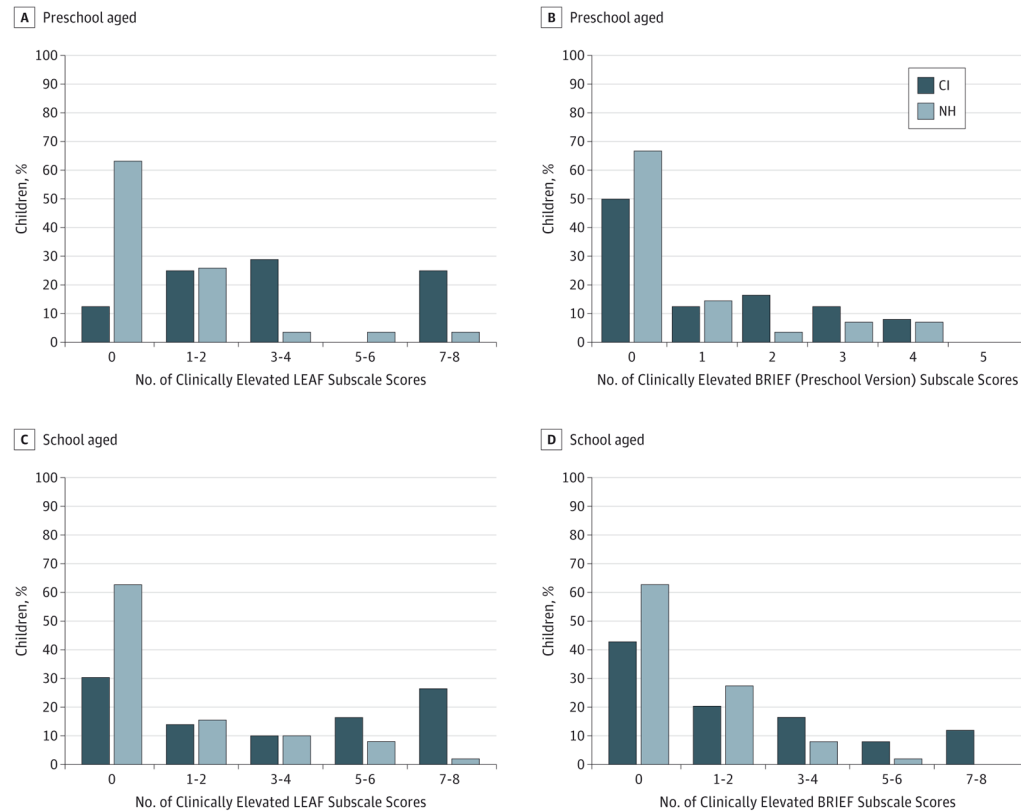 A Preschool aged
100
90
80
70
60
50
40
30
20
10
0
Children, %
0 1-2 3-4 5-6 7-8
No. of Clinically Elevated LEAF Subscale Scores
B Preschool aged
100
90
80
70
60
50
40
30
20
10
0
Children, %
CI
NH
0 1 2 3 4 5
No. of Clinically Elevated BRIEF (Preschool Version) Subscale Scores
C School aged
100
90
80
70
60
50
40
30
20
10
0
Children, %
0 1-2 3-4 5-6 7-8
No. of Clinically Elevated LEAF Subscale Scores
D School aged
100
90
80
70
60
50
40
30
20
10
0
Children, %
0 1-2 3-4 5-6 7-8
No. of Clinically Elevated BRIEF Subscale Scores